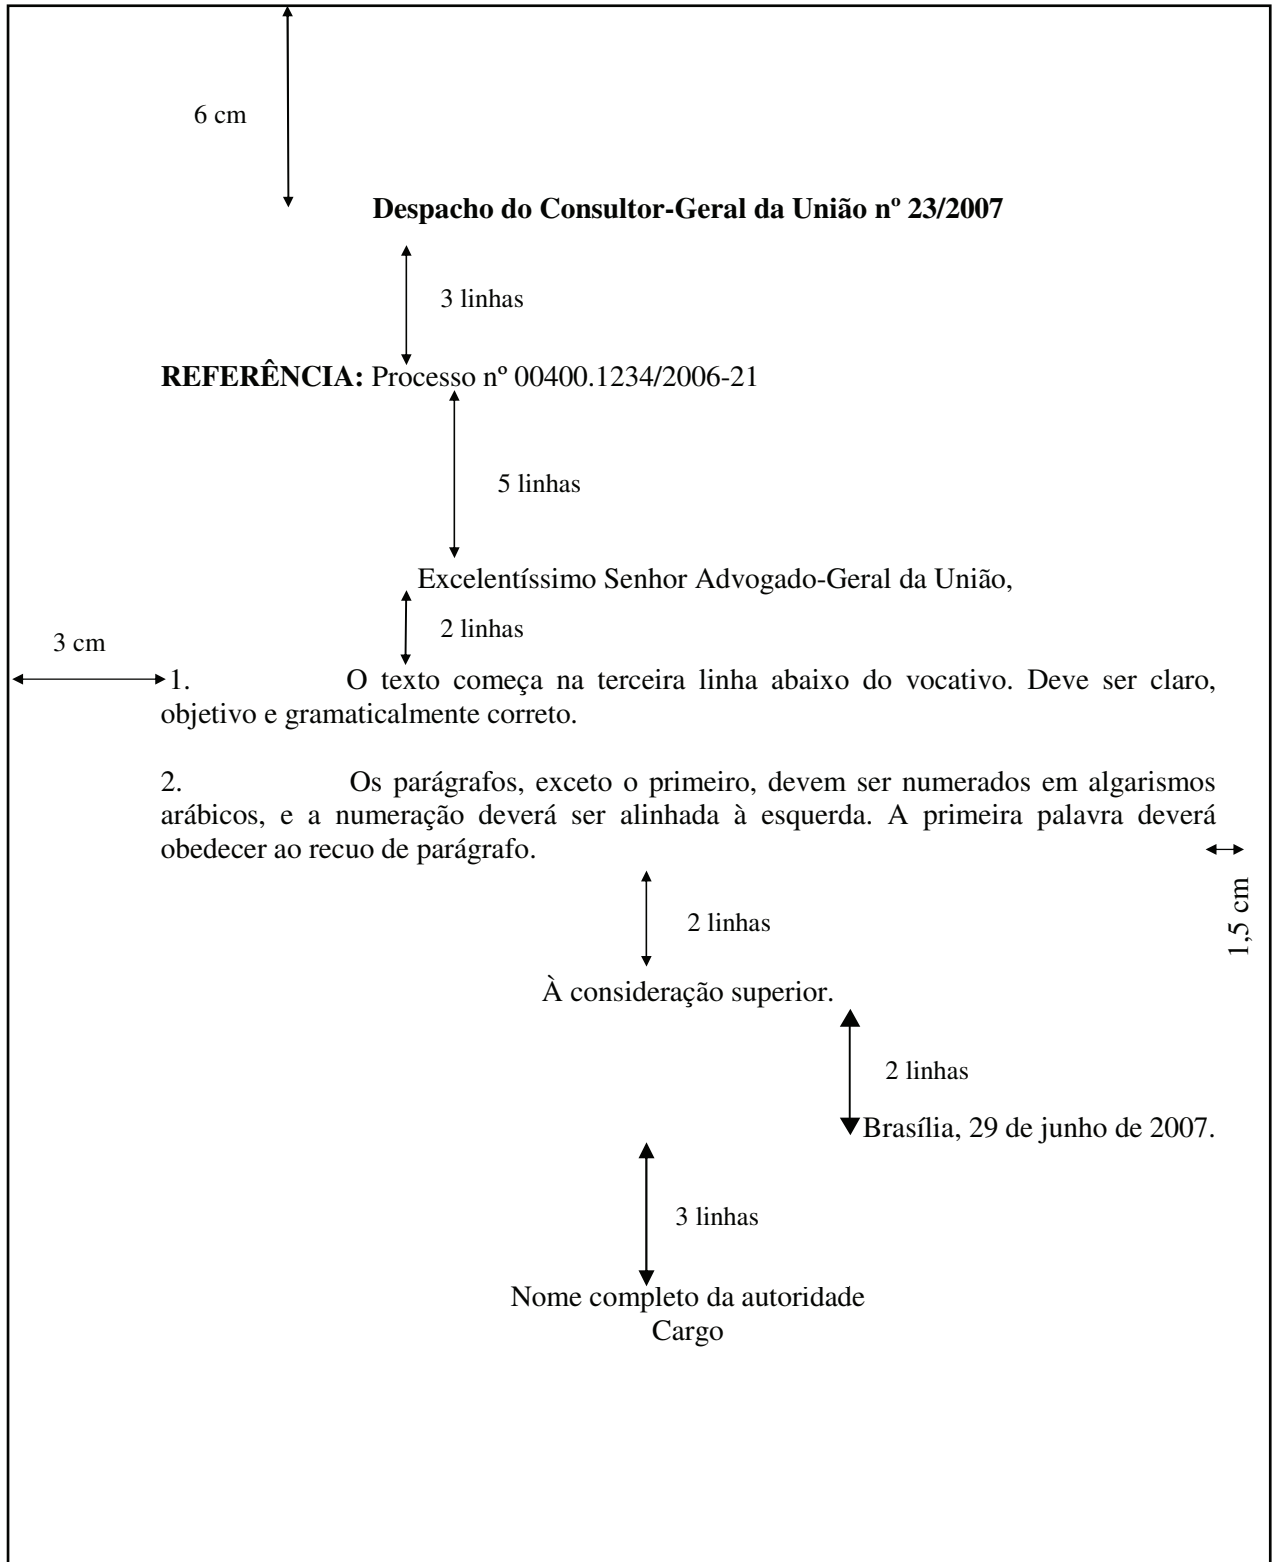 6 cm
Despacho do Consultor-Geral da União nº 23/2007
3 linhas
REFERÊNCIA: Processo nº 00400.1234/2006-21
5 linhas
Excelentíssimo Senhor Advogado-Geral da União,
2 linhas
3 cm
1. O texto começa na terceira linha abaixo do vocativo. Deve ser claro,
objetivo e gramaticalmente correto.
2. Os parágrafos, exceto o primeiro, devem ser numerados em algarismos
arábicos, e a numeração deverá ser alinhada à esquerda. A primeira palavra deverá
obedecer ao recuo de parágrafo.
1,5 cm
2 linhas
À consideração superior.
2 linhas
Brasília, 29 de junho de 2007.
3 linhas
Nome completo da autoridade
Cargo